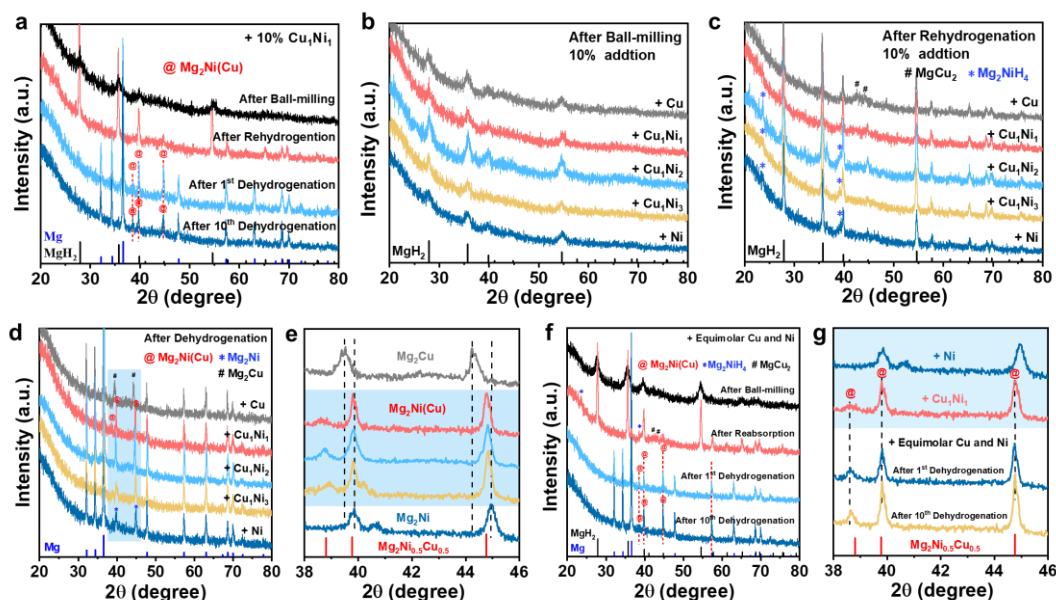 a
+ 10% Cu1Ni1
@ Mg2Ni(Cu)
After Ball-milling
After Rehydrogention
After 1st Dehydrogenation
After 10th Dehydrogenation
@
@
@
@
@
@
Mg
MgH2
Intensity (a.u.)
20 30 40 50 60 70 80
2θ (degree)
b
After Ball-milling
10% addtion
+ Cu
+ Cu1Ni1
+ Cu1Ni2
+ Cu1Ni3
+ Ni
MgH2
Intensity (a.u.)
20 30 40 50 60 70 80
2θ (degree)
c
After Rehydrogenation
10% addtion
# MgCu2 * Mg2NiH4
# #
+ Cu
+ Cu1Ni1
+ Cu1Ni2
+ Cu1Ni3
+ Ni
* * * * * *
MgH2
Intensity (a.u.)
20 30 40 50 60 70 80
2θ (degree)
d
After Dehydrogenation
@ Mg2Ni(Cu) * Mg2Ni
# Mg2Cu
# #
+ Cu
+ Cu1Ni1
+ Cu1Ni2
+ Cu1Ni3
* *
+ Ni
Mg
Intensity (a.u.)
20 30 40 50 60 70 80
2θ (degree)
e
Mg2Cu
Mg2Ni(Cu)
Mg2Ni
Mg2Ni0.5Cu0.5
38 40 42 44 46
2θ (degree)
f
+ Equimolar Cu and Ni
@ Mg2Ni(Cu) *Mg2NiH4 # MgCu2
After Ball-milling
* * # #
After Reabsorption
After 1st Dehydrogenation
After 10th Dehydrogenation
@
@
@
@
@
@
MgH2
Mg
Intensity (a.u.)
20 30 40 50 60 70 80
2θ (degree)
g
+ Ni
@ @ @
+ Cu1Ni1
+ Equimolar Cu and Ni
After 1st Dehydrogenation
After 10th Dehydrogenation
Mg2Ni0.5Cu0.5
38 40 42 44 46
2θ (degree)